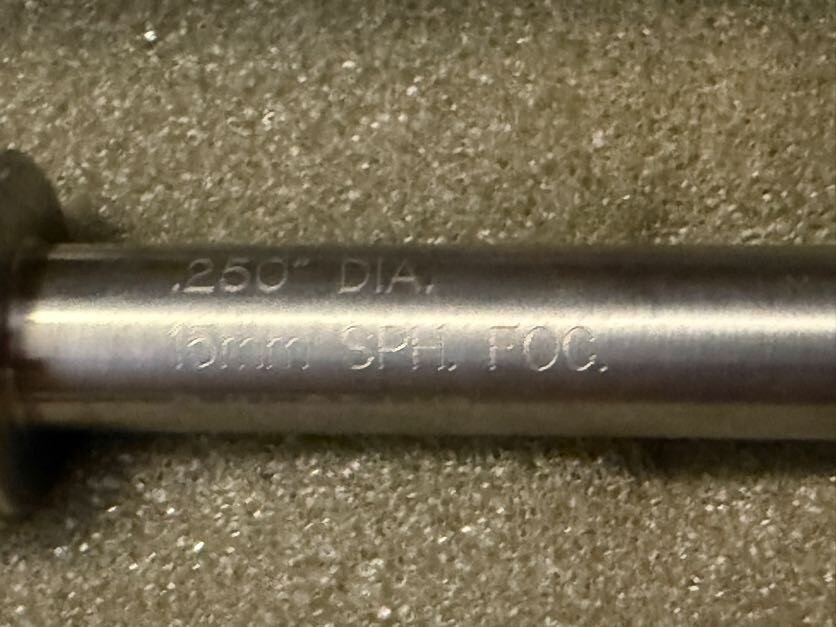 .250" DIA.
15mm SPH. FOC.